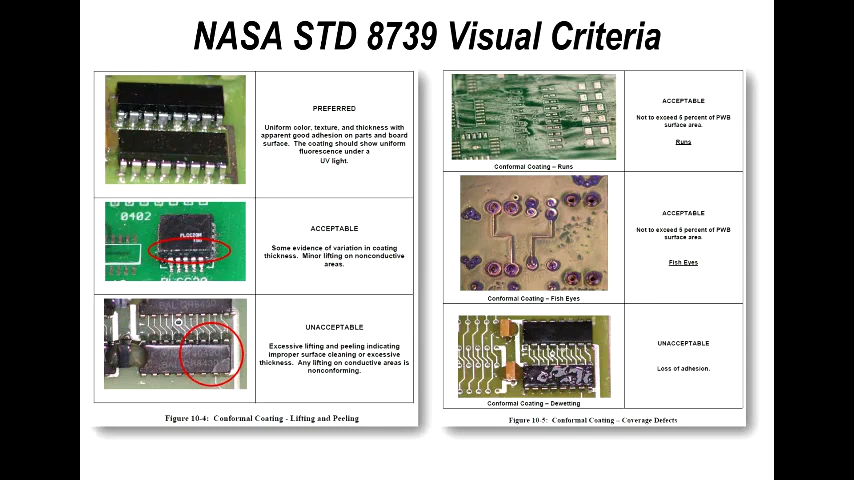 NASA STD 8739 Visual Criteria
PREFERRED
Uniform color, texture, and thickness with
apparent good adhesion on parts and board
surface. The coating should show uniform
fluorescence under a
UV light.
0402
PLCC20M
ACCEPTABLE
Some evidence of variation in coating
thickness. Minor lifting on nonconductive
areas.
UNACCEPTABLE
Excessive lifting and peeling indicating
improper surface cleaning or excessive
thickness. Any lifting on conductive areas is
nonconforming.
Figure 10-4: Conformal Coating - Lifting and Peeling
ACCEPTABLE
Not to exceed 5 percent of PWB
surface area.
Runs
Conformal Coating – Runs
ACCEPTABLE
Not to exceed 5 percent of PWB
surface area.
Fish Eyes
Conformal Coating – Fish Eyes
UNACCEPTABLE
Loss of adhesion.
Conformal Coating – Dewetting
Figure 10-5: Conformal Coating – Coverage Defects